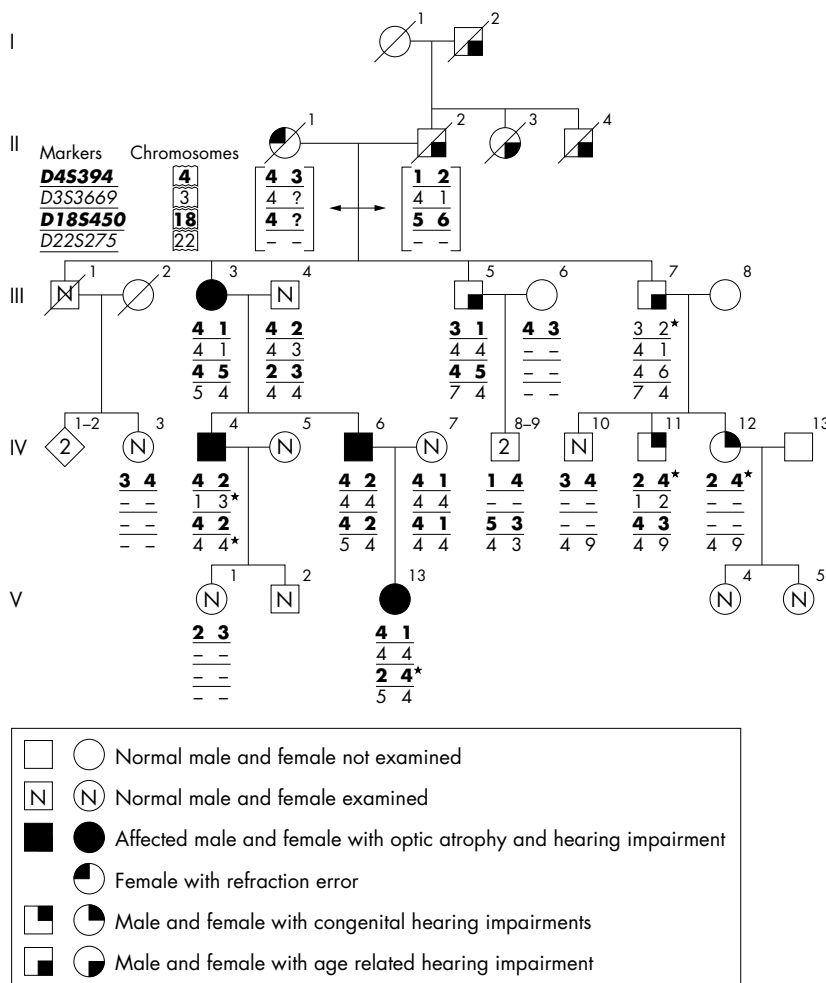 I
1
2
II
1
2
3
4
Markers Chromosomes
D4S394 4 4 3 1 2
D3S3669 3 4 ? 4 1
D18S450 18 4 ? 5 6
D22S275 22 – – – –
III
1 2 3 4 5 6 7 8
N N
4 1 4 2 3 1 4 3 3 2★
4 1 4 3 4 4 – – 4 1
4 5 2 3 4 5 – – 4 6
5 4 4 4 7 4 – – 7 4
IV
1–2 3 4 5 6 7 8–9 10 11 12 13
2 N N N 2 N
3 4 4 2 4 2 4 1 1 4 3 4 2 4★ 2 4★
– – 1 3★ 4 4 4 4 – – – – 1 2 – –
– – 4 2 4 2 4 1 5 3 – – 4 3 – –
– – 4 4★ 5 4 4 4 4 3 4 9 4 9 4 9
V
1 2 13 4 5
N N N N
2 3 4 1
– – 4 4
– – 2 4★
– – 5 4
Normal male and female not examined
N N Normal male and female examined
Affected male and female with optic atrophy and hearing impairment
Female with refraction error
Male and female with congenital hearing impairments
Male and female with age related hearing impairment